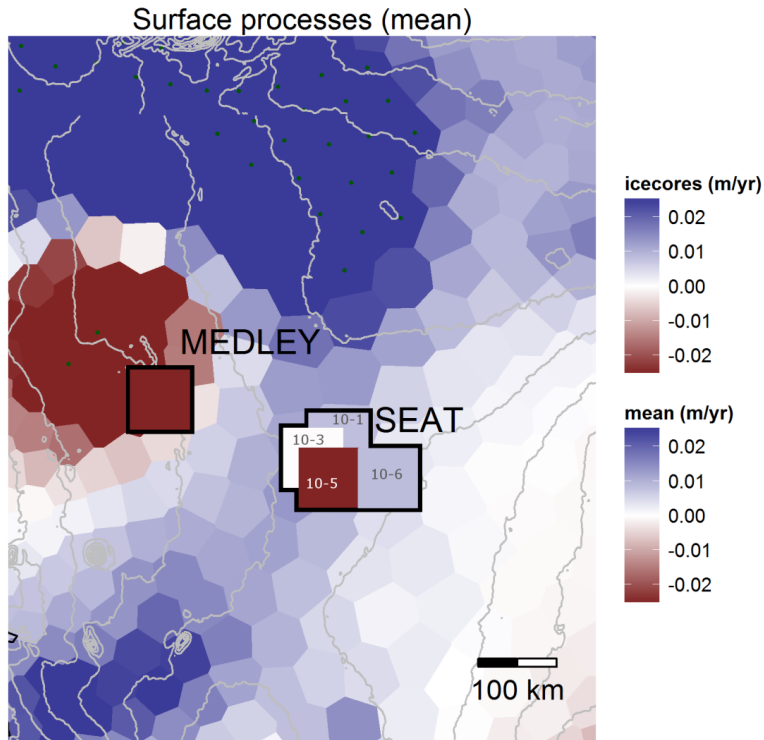 Surface processes (mean)
icecores (m/yr)
0.02
0.01
0.00
-0.01
-0.02
MEDLEY
SEAT
10-1
10-3
10-5
10-6
mean (m/yr)
0.02
0.01
0.00
-0.01
-0.02
100 km